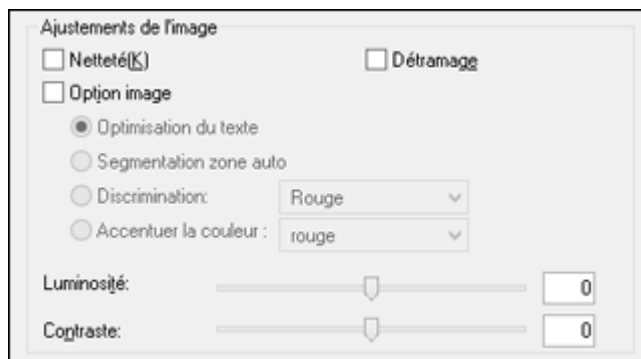 Ajustements de l'image
Netteté(K) Détramage
Option image
Optimisation du texte
Segmentation zone auto
Discrimination: Rouge
Accentuer la couleur : rouge
Luminosité: 0
Contraste: 0